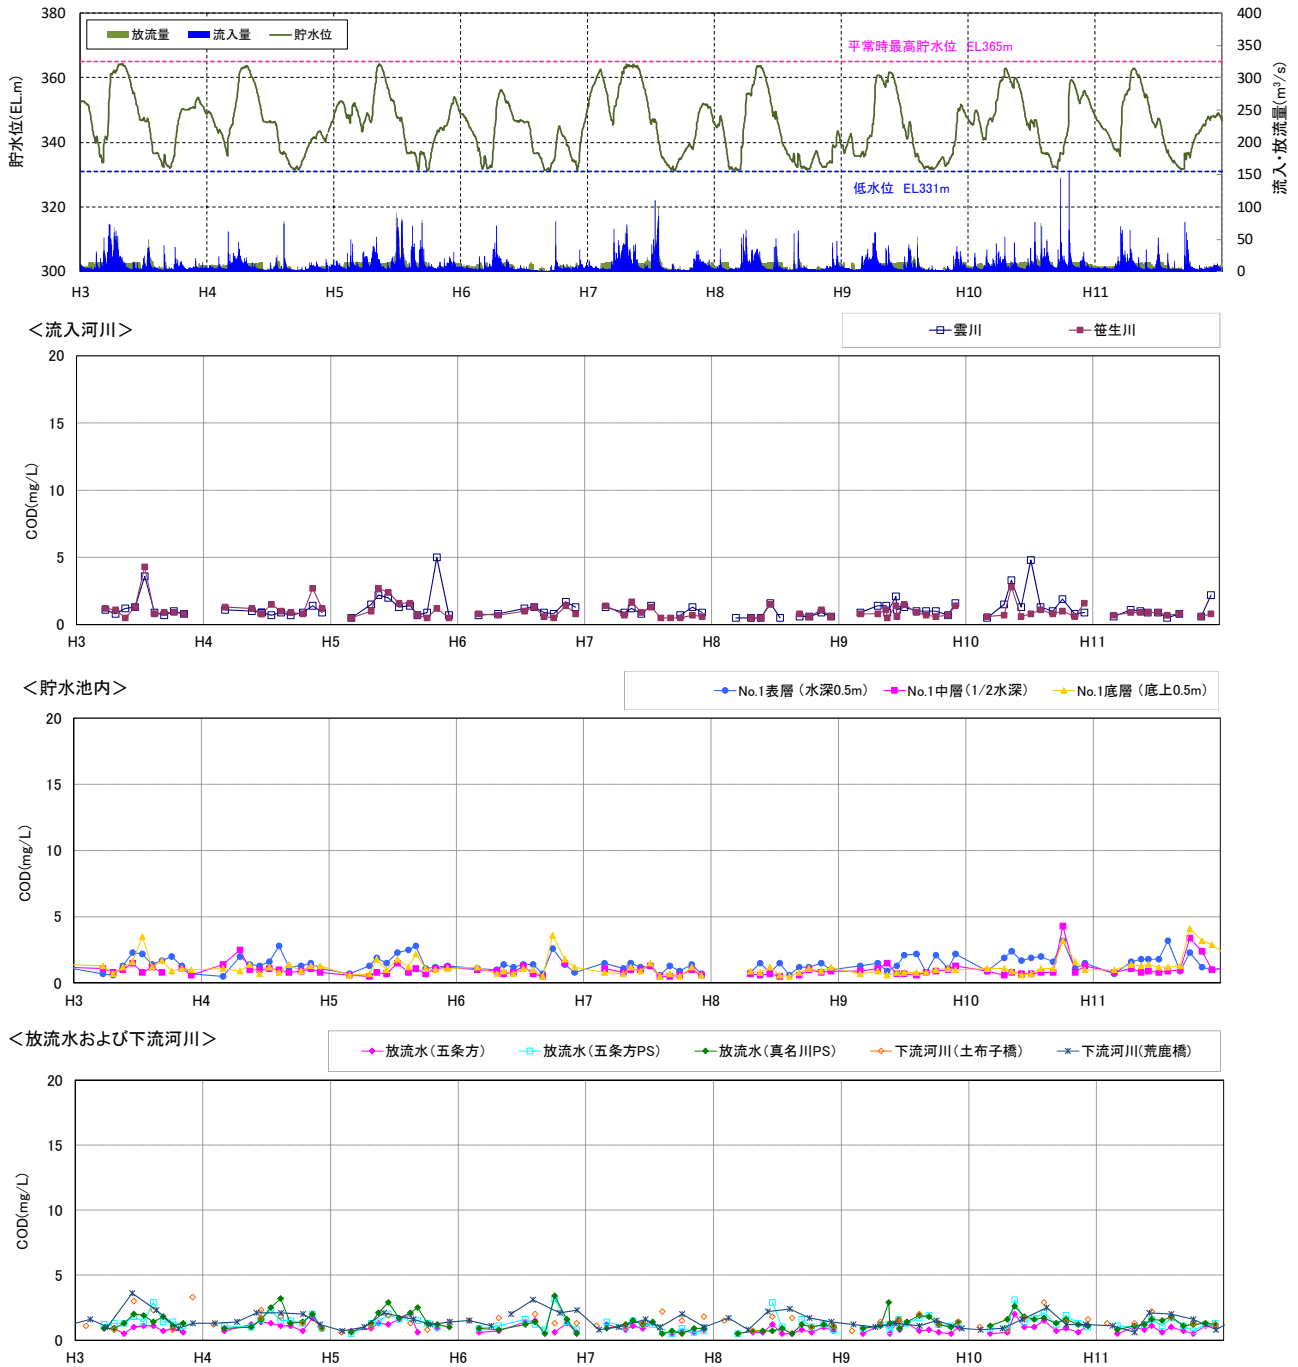 380
360
340
320
300
貯水位(EL.m)
放流量 流入量 貯水位
平常時最高貯水位 EL365m
低水位 EL331m
400
350
300
250
200
150
100
50
0
流入・放流量(m³/s)
H3 H4 H5 H6 H7 H8 H9 H10 H11
＜流入河川＞
雲川 笹生川
20
15
10
5
0
COD(mg/L)
H3 H4 H5 H6 H7 H8 H9 H10 H11
＜貯水池内＞
No.1表層（水深0.5m） No.1中層（1/2水深） No.1底層（底上0.5m）
20
15
10
5
0
COD(mg/L)
H3 H4 H5 H6 H7 H8 H9 H10 H11
＜放流水および下流河川＞
放流水（五条方） 放流水（五条方PS） 放流水（真名川PS） 下流河川（土布子橋） 下流河川（荒鹿橋）
20
15
10
5
0
COD(mg/L)
H3 H4 H5 H6 H7 H8 H9 H10 H11